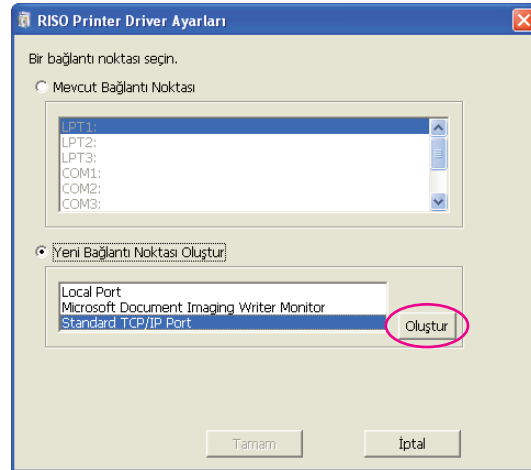 RISO Printer Driver Ayarları
Bir bağlantı noktası seçin.
Mevcut Bağlantı Noktası
LPT1:
LPT2:
LPT3:
COM1:
COM2:
COM3:
Yeni Bağlantı Noktası Oluştur
Local Port
Microsoft Document Imaging Writer Monitor
Standard TCP/IP Port
Oluştur
Tamam
İptal